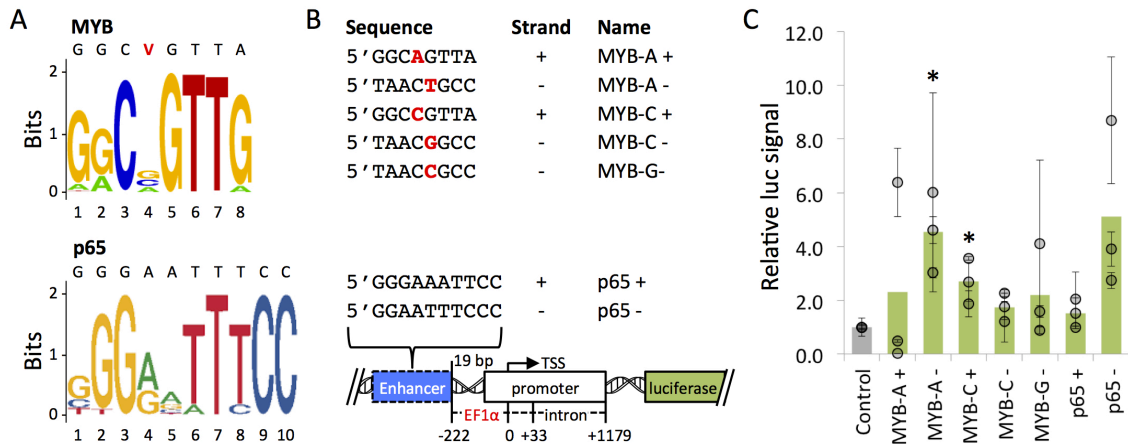 A
MYB
G G C V G T T A
Bits
2
1
0
G G C G G T T G
A A C A
A
1 2 3 4 5 6 7 8
p65
G G G A A T T T C C
Bits
2
1
0
G G G A A T T T C C
1 2 3 4 5 6 7 8 9 10
B
Sequence Strand Name
5'GGCAGTTA + MYB-A +
5'TAACTGCC - MYB-A -
5'GGCCGTTA + MYB-C +
5'TAACGGCC - MYB-C -
5'TAACCGCC - MYB-G-
5'GGGAAATTCC + p65 +
5'GGAATTTCCC - p65 -
19 bp TSS
Enhancer promoter luciferase
EF1α intron
-222 0 +33 +1179
C
Relative luc signal
12.0
10.0
8.0
6.0
4.0
2.0
0.0
*
*
Control
MYB-A +
MYB-A -
MYB-C +
MYB-C -
MYB-G -
p65 +
p65 -